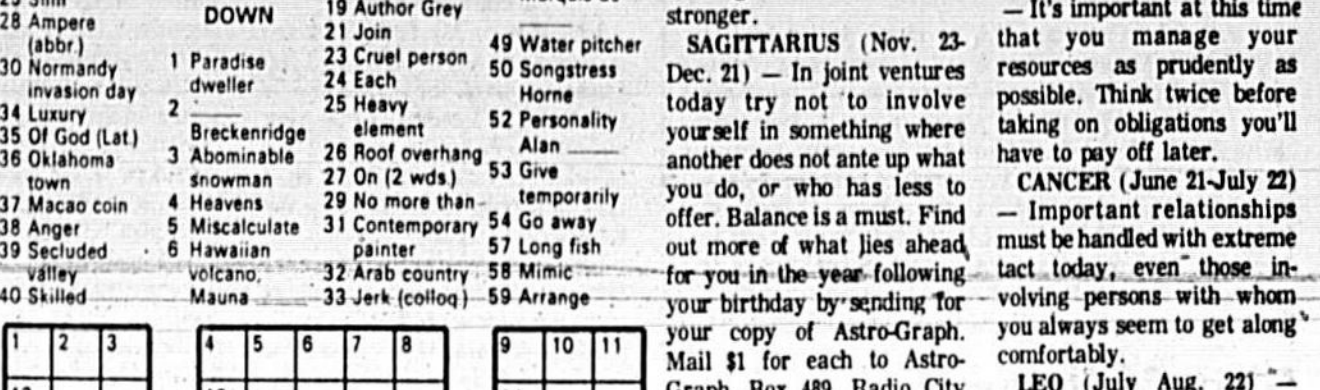 28 Ampere
(abbr.)
30 Normandy
invasion day
34 Luxury
35 Of God (Lat.)
36 Oklahoma
town
37 Macao coin
38 Anger
39 Secluded
valley
40 Skilled
DOWN
1 Paradise
dweller
2 ____
Breckenridge
3 Abominable
snowman
4 Heavens
5 Miscalculate
6 Hawaiian
volcano,
Mauna
19 Author Grey
21 Join
23 Cruel person
24 Each
25 Heavy
element
26 Roof overhang
27 On (2 wds.)
29 No more than
31 Contemporary
painter
32 Arab country
33 Jerk (colloq)
____
49 Water pitcher
50 Songstress
Horne
52 Personality
Alan ____
53 Give
temporarily
54 Go away
57 Long fish
58 Mimic
59 Arrange
1 2 3 4 5 6 7 8 9 10 11
stronger.
SAGITTARIUS (Nov. 23-
Dec. 21) — In joint ventures
today try not to involve
yourself in something where
another does not ante up what
you do, or who has less to
offer. Balance is a must. Find
out more of what lies ahead
for you in the year following
your birthday by sending for
your copy of Astro-Graph.
Mail $1 for each to Astro-
Graph, Box 489, Radio City
— It's important at this time
that you manage your
resources as prudently as
possible. Think twice before
taking on obligations you'll
have to pay off later.
CANCER (June 21-July 22)
— Important relationships
must be handled with extreme
tact today, even those in-
volving persons with whom
you always seem to get along
comfortably.
LEO (July Aug. 22) —